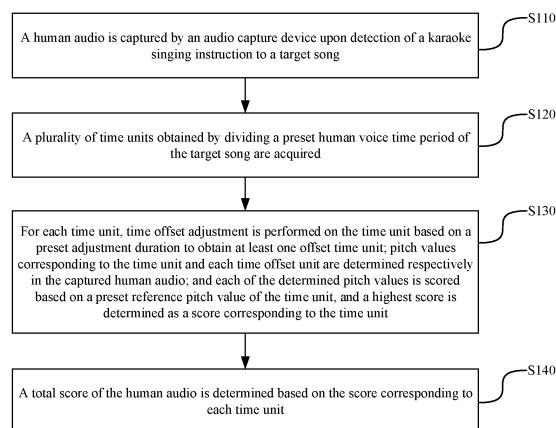 S110
A human audio is captured by an audio capture device upon detection of a karaoke
singing instruction to a target song
S120
A plurality of time units obtained by dividing a preset human voice time period of
the target song are acquired
S130
For each time unit, time offset adjustment is performed on the time unit based on a
preset adjustment duration to obtain at least one offset time unit; pitch values
corresponding to the time unit and each time offset unit are determined respectively
in the captured human audio; and each of the determined pitch values is scored
based on a preset reference pitch value of the time unit, and a highest score is
determined as a score corresponding to the time unit
S140
A total score of the human audio is determined based on the score corresponding to
each time unit